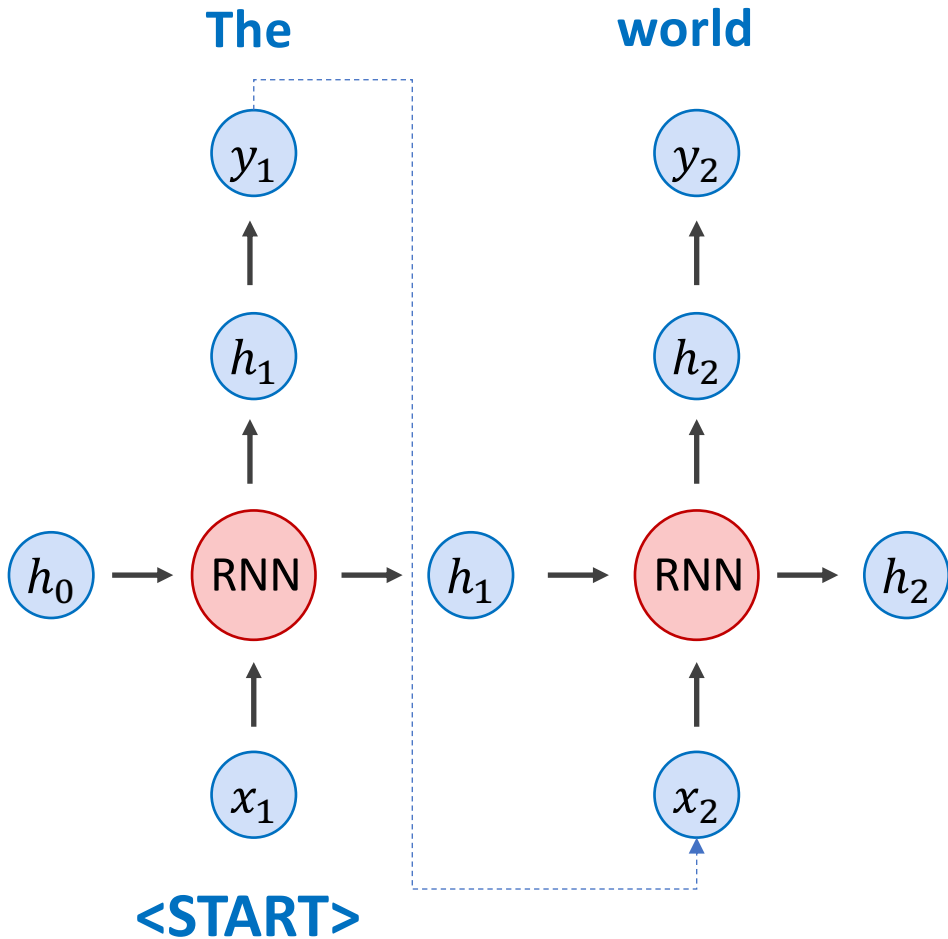 The world
y₁ y₂
h₁ h₂
h₀ RNN h₁ RNN h₂
x₁ x₂
<START>